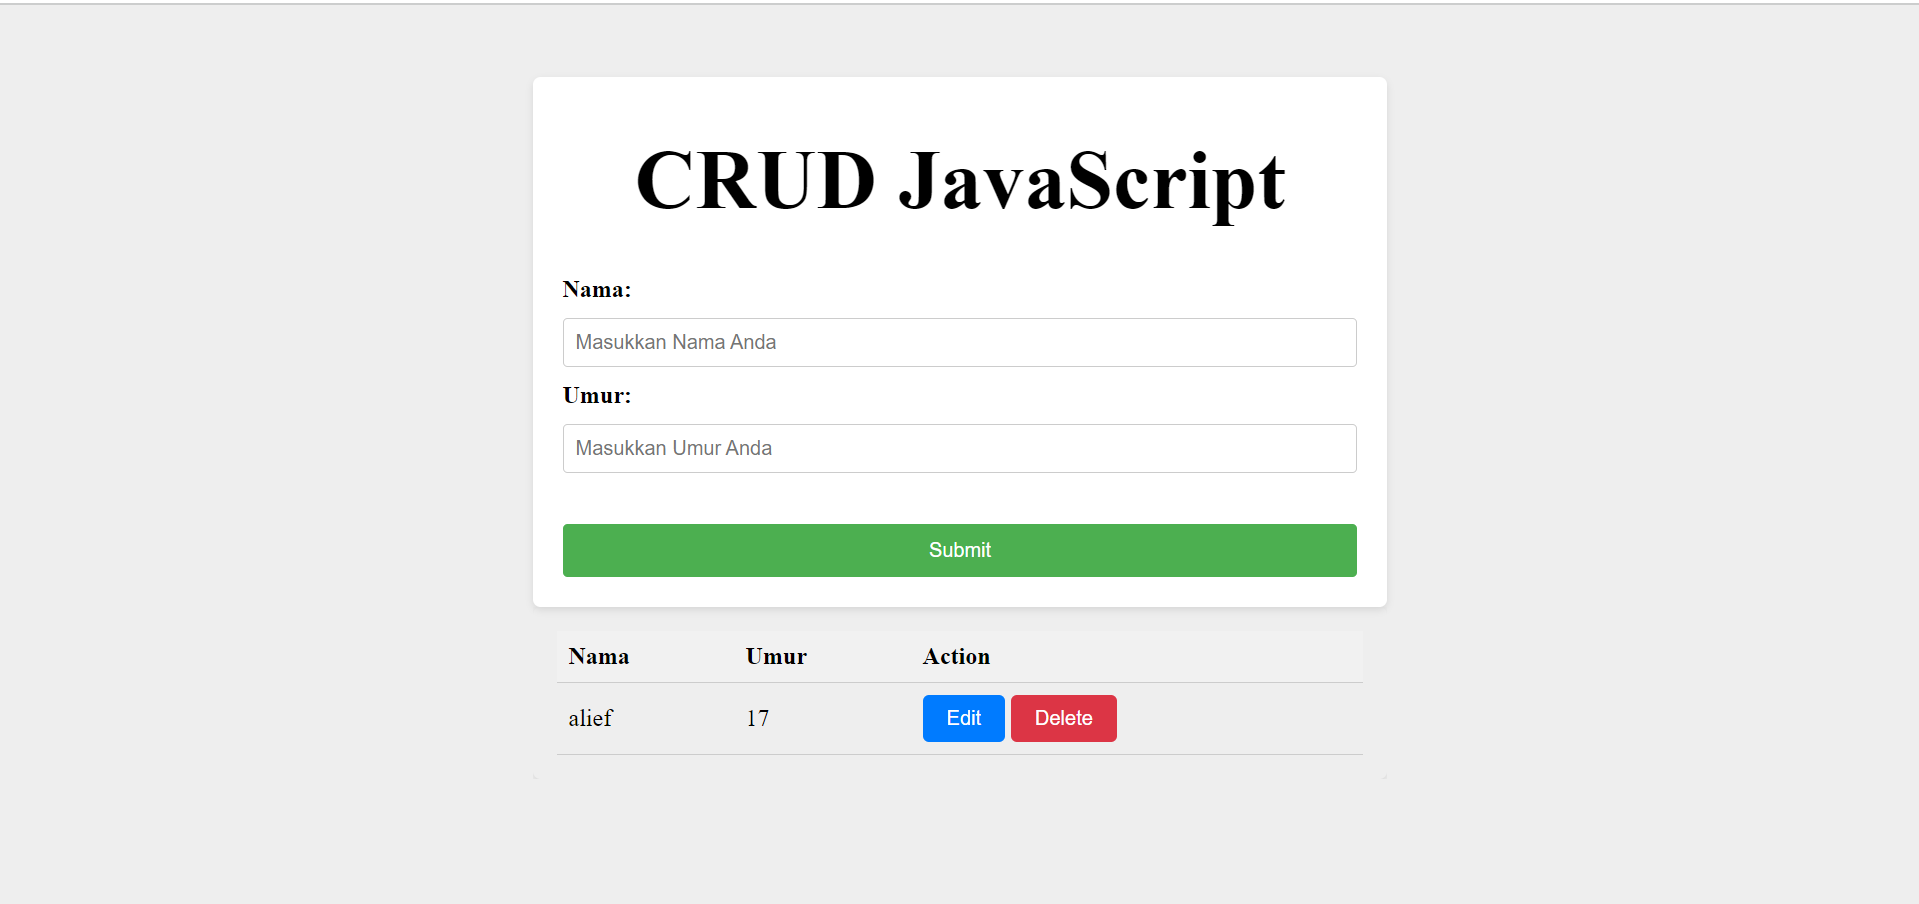 CRUD JavaScript
Nama:
Masukkan Nama Anda
Umur:
Masukkan Umur Anda
Submit
Nama Umur Action
alief 17 Edit Delete